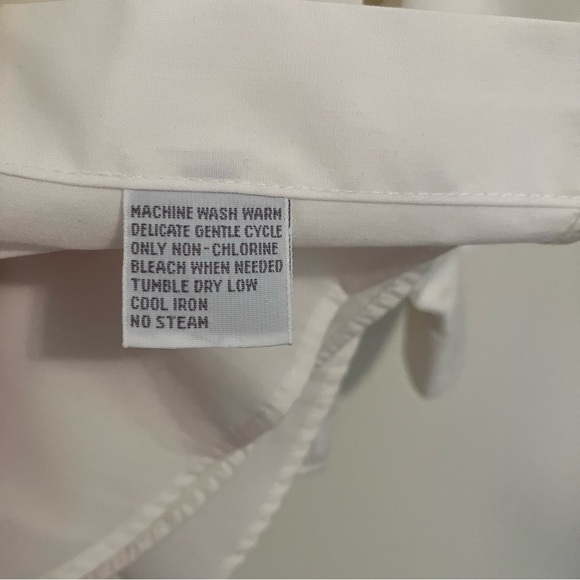 MACHINE WASH WARM
DELICATE GENTLE CYCLE
ONLY NON-CHLORINE
BLEACH WHEN NEEDED
TUMBLE DRY LOW
COOL IRON
NO STEAM